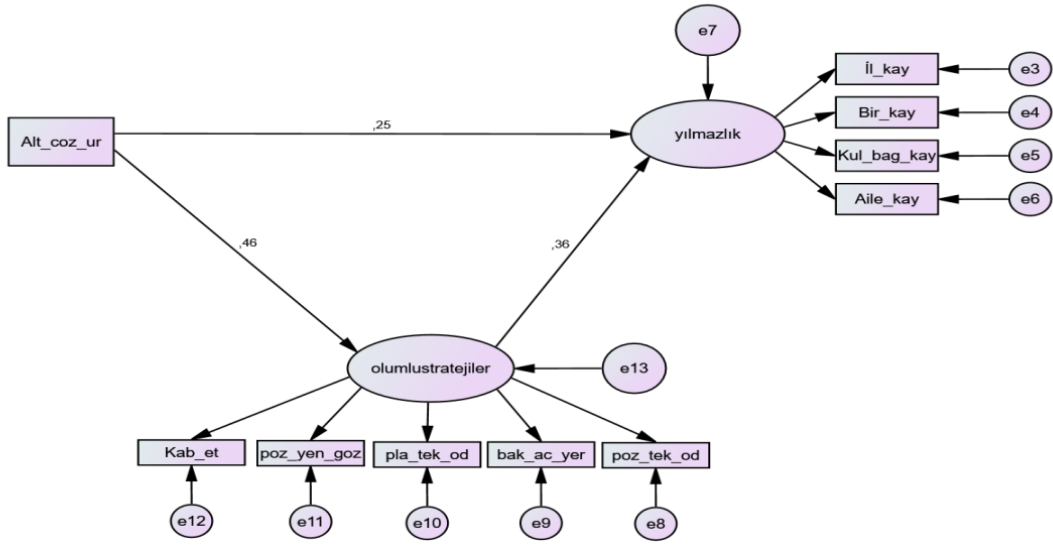 e7
İl_kay
e3
Bir_kay
e4
Alt_coz_ur
,25
yılmazlık
Kul_bag_kay
e5
Aile_kay
e6
,46
,36
olumlustratejiler
e13
Kab_et
poz_yen_goz
pla_tek_od
bak_ac_yer
poz_tek_od
e12
e11
e10
e9
e8